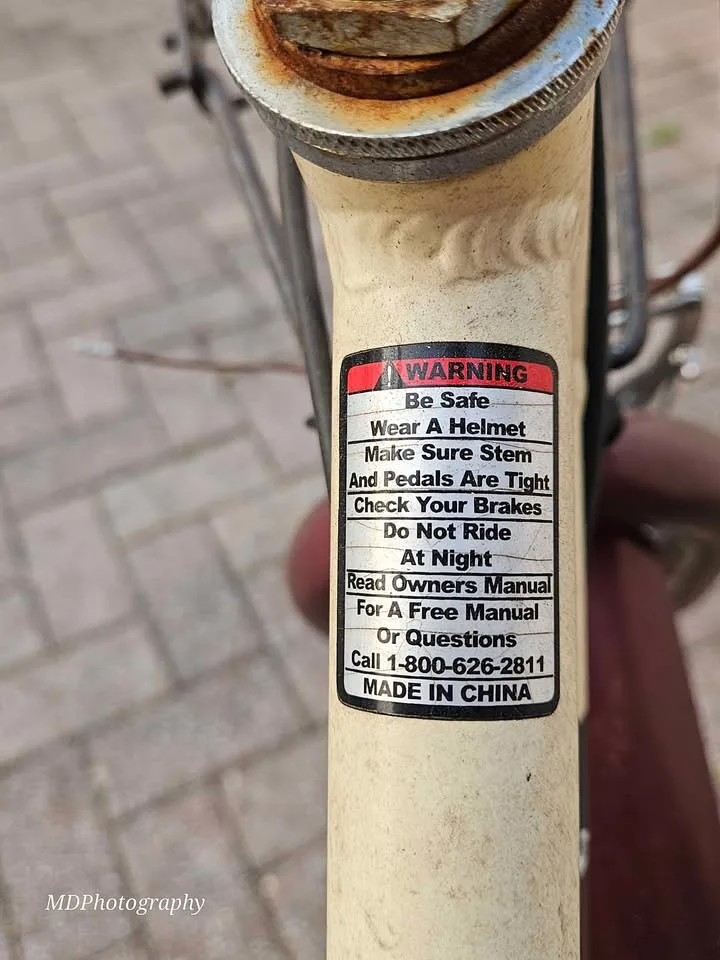 WARNING
Be Safe
Wear A Helmet
Make Sure Stem
And Pedals Are Tight
Check Your Brakes
Do Not Ride
At Night
Read Owners Manual
For A Free Manual
Or Questions
Call 1-800-626-2811
MADE IN CHINA
MDPhotography